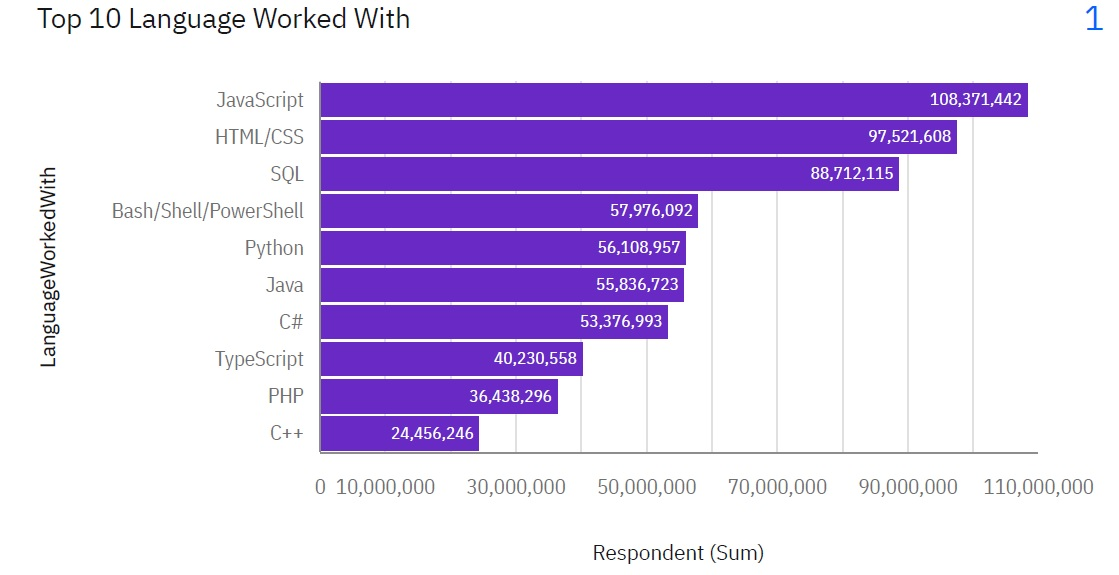 Top 10 Language Worked With
1
LanguageWorkedWith
JavaScript 108,371,442
HTML/CSS 97,521,608
SQL 88,712,115
Bash/Shell/PowerShell 57,976,092
Python 56,108,957
Java 55,836,723
C# 53,376,993
TypeScript 40,230,558
PHP 36,438,296
C++ 24,456,246
0 10,000,000 30,000,000 50,000,000 70,000,000 90,000,000 110,000,000
Respondent (Sum)